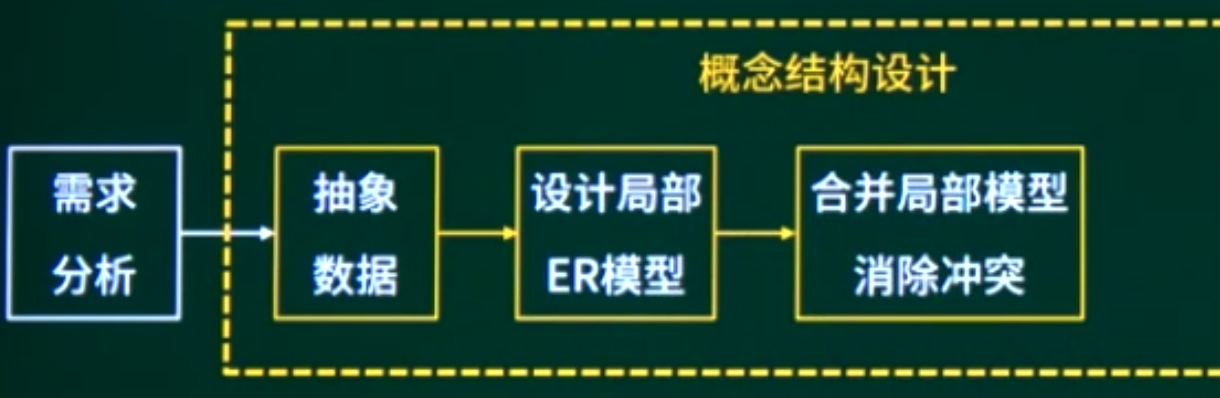 概念结构设计
需求
分析
抽象
数据
设计局部
ER模型
合并局部模型
消除冲突